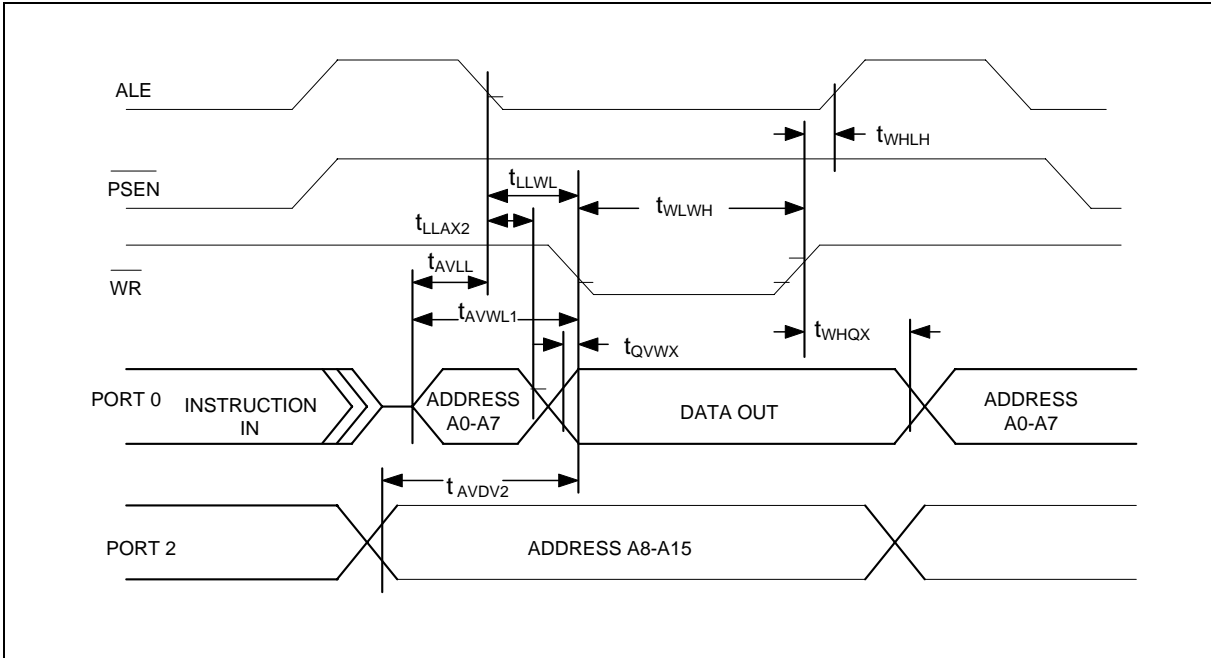 ALE
tWHLH
PSEN
tLLWL
tWLWH
tLLAX2
tAVLL
WR
tAVWL1
tWHQX
tQVWX
PORT 0
INSTRUCTION
IN
ADDRESS
A0-A7
DATA OUT
ADDRESS
A0-A7
t AVDV2
PORT 2
ADDRESS A8-A15